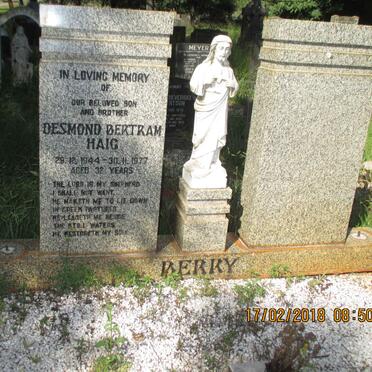 MEYER
IN LOVING MEMORY
OF
OUR BELOVED SON
AND BROTHER
DESMOND BERTRAM
HAIG
29.12.1944 - 30.11.1977
AGED 32 YEARS
THE LORD IS MY SHEPHERD
I SHALL NOT WANT.
HE MAKETH ME TO LIE DOWN
IN GREEN PASTURES
HE LEADETH ME BESIDE
THE STILL WATERS
HE RESTORETH MY SOUL
BERRY
17/02/2018 08:50